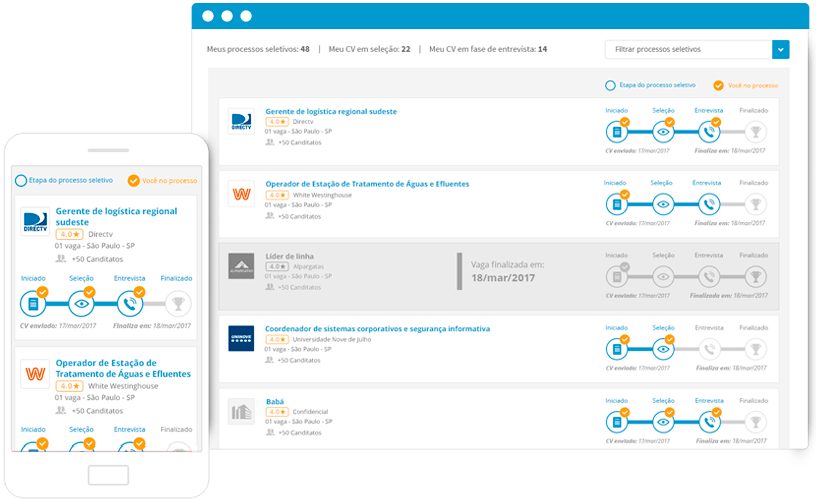 Meus processos seletivos: 48 | Meu CV em seleção: 22 | Meu CV em fase de entrevista: 14
Filtrar processos seletivos
Etapa do processo seletivo Você no processo
DIRECTV
Gerente de logística regional sudeste
4.0★ Directv
01 vaga - São Paulo - SP
+50 Canditatos
Iniciado Seleção Entrevista Finalizado
CV enviado: 17/mar/2017 Finaliza em: 18/mar/2017
W
Operador de Estação de Tratamento de Águas e Efluentes
4.0★ White Westinghouse
01 vaga - São Paulo - SP
+50 Canditatos
Iniciado Seleção Entrevista Finalizado
CV enviado: 17/mar/2017 Finaliza em: 18/mar/2017
Líder de linha
4.0★ Alpargatas
01 vaga - São Paulo - SP
+50 Canditatos
Vaga finalizada em:
18/mar/2017
Iniciado Seleção Entrevista Finalizado
CV enviado: 17/mar/2017 Finalizada em: 18/mar/2017
UNINOVE
Coordenador de sistemas corporativos e segurança informativa
4.0★ Universidade Nove de Julho
01 vaga - São Paulo - SP
+50 Canditatos
Iniciado Seleção Entrevista Finalizado
CV enviado: 17/mar/2017 Finaliza em: 18/mar/2017
Babá
4.0★ Confidencial
01 vaga - São Paulo - SP
+50 Canditatos
Iniciado Seleção Entrevista Finalizado
CV enviado: 17/mar/2017 Finaliza em: 18/mar/2017
Etapa do processo seletivo Você no processo
DIRECTV
Gerente de logística regional
sudeste
4.0★ Directv
01 vaga - São Paulo - SP
+50 Canditatos
Iniciado Seleção Entrevista Finalizado
CV enviado: 17/mar/2017 Finaliza em: 18/mar/2017
W
Operador de Estação de
Tratamento de Águas e Efluentes
4.0★ White Westinghouse
01 vaga - São Paulo - SP
+50 Canditatos
Iniciado Seleção Entrevista Finalizado